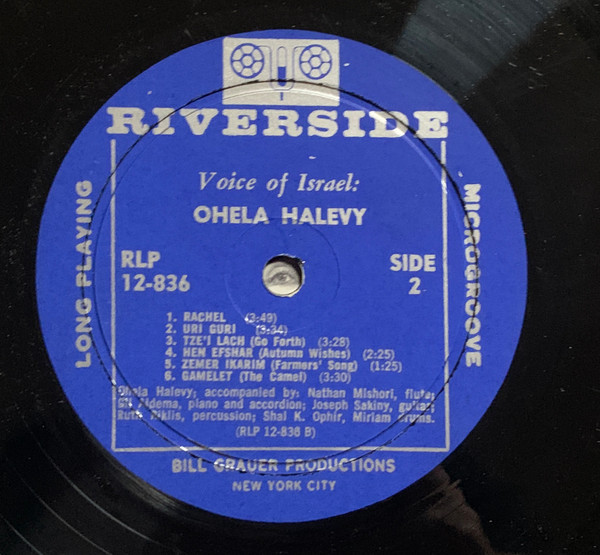 RIVERSIDE
Voice of Israel:
OHELA HALEVY
LONG PLAYING
MICROGROOVE
RLP
12-836
SIDE
2
1. RACHEL (3:49)
2. URI GURI (3:34)
3. TZE'I LACH (Go Forth) (3:28)
4. HEN EFSHAR (Autumn Wishes) (2:25)
5. ZEMER IKARIM (Farmers' Song) (1:25)
6. GAMELET (The Camel) (3:30)
Ohela Halevy; accompanied by: Nathan Mishori, flute;
Aldema, piano and accordion; Joseph Sakiny, guitar;
Ruth percussion; Shai K. Ophir, Miriam drums.
(RLP 12-836 B)
BILL GRAUER PRODUCTIONS
NEW YORK CITY